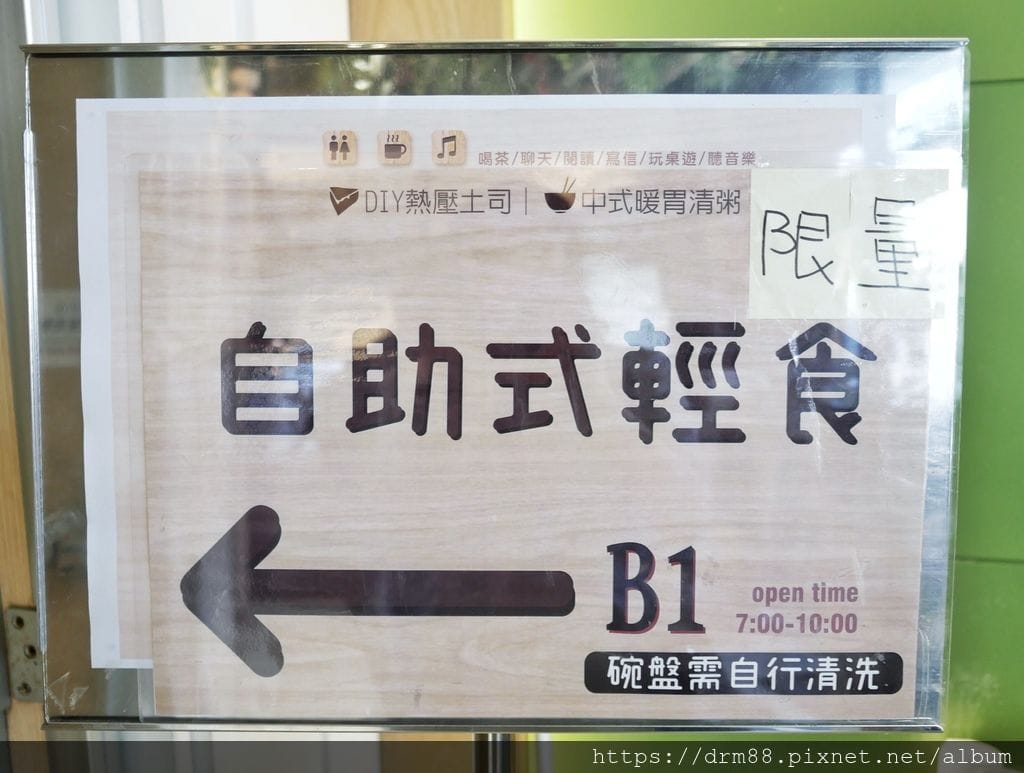 喝茶/聊天/閱讀/寫信/玩桌遊/聽音樂
DIY熱壓土司｜中式暖胃清粥
限量
自助式輕食
B1
open time
7:00-10:00
碗盤需自行清洗
https://drm88.pixnet.net/album